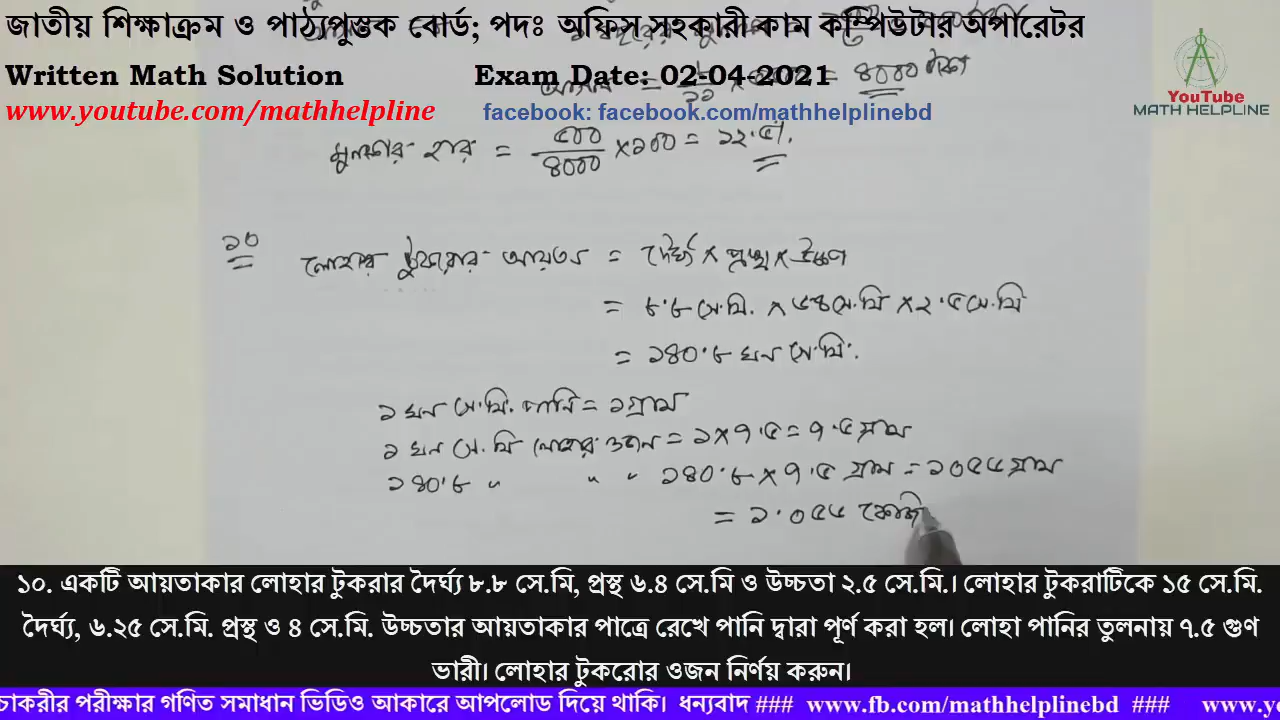 জাতীয় শিক্ষাক্রম ও পাঠ্যপুস্তক বোর্ড; পদঃ অফিস সহকারী কাম কম্পিউটার অপারেটর
Written Math Solution Exam Date: 02-04-2021
= ৪০০০ টাকা
www.youtube.com/mathhelpline facebook: facebook.com/mathhelplinebd
YouTube
MATH HELPLINE
মুনাফার হার = ৫০০/৪০০০ × ১০০ = ১২.৫%.
১০
লোহার টুকরোর আয়তন = দৈর্ঘ্য × প্রস্থ × উচ্চতা
= ৮.৮ সে.মি. × ৬.৪ সে.মি × ২.৫ সে.মি
= ১৪০.৮ ঘন সে.মি.
১ ঘন সে.মি. পানি = ১ গ্রাম
১ ঘন সে.মি লোহার ওজন = ১ × ৭.৫ = ৭.৫ গ্রাম
১৪০.৮ " " " ১৪০.৮ × ৭.৫ গ্রাম = ১০৫৬ গ্রাম
= ১.০৫৬ কেজি
১০. একটি আয়তাকার লোহার টুকরার দৈর্ঘ্য ৮.৮ সে.মি, প্রস্থ ৬.৪ সে.মি ও উচ্চতা ২.৫ সে.মি.। লোহার টুকরাটিকে ১৫ সে.মি.
দৈর্ঘ্য, ৬.২৫ সে.মি. প্রস্থ ও ৪ সে.মি. উচ্চতার আয়তাকার পাত্রে রেখে পানি দ্বারা পূর্ণ করা হল। লোহা পানির তুলনায় ৭.৫ গুণ
ভারী। লোহার টুকরোর ওজন নির্ণয় করুন।
চাকরীর পরীক্ষার গণিত সমাধান ভিডিও আকারে আপলোড দিয়ে থাকি। ধন্যবাদ ### www.fb.com/mathhelplinebd ### www.y